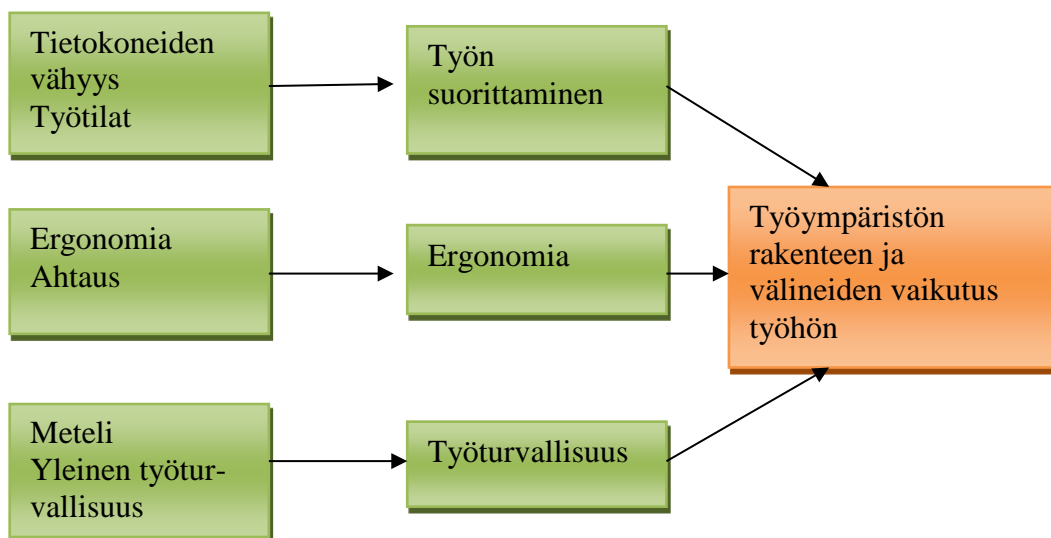 Tietokoneiden
vähyys
Työtilat
Työn
suorittaminen
Ergonomia
Ahtaus
Ergonomia
Työympäristön
rakenteen ja
välineiden vaikutus
työhön
Meteli
Yleinen työtur-
vallisuus
Työturvallisuus